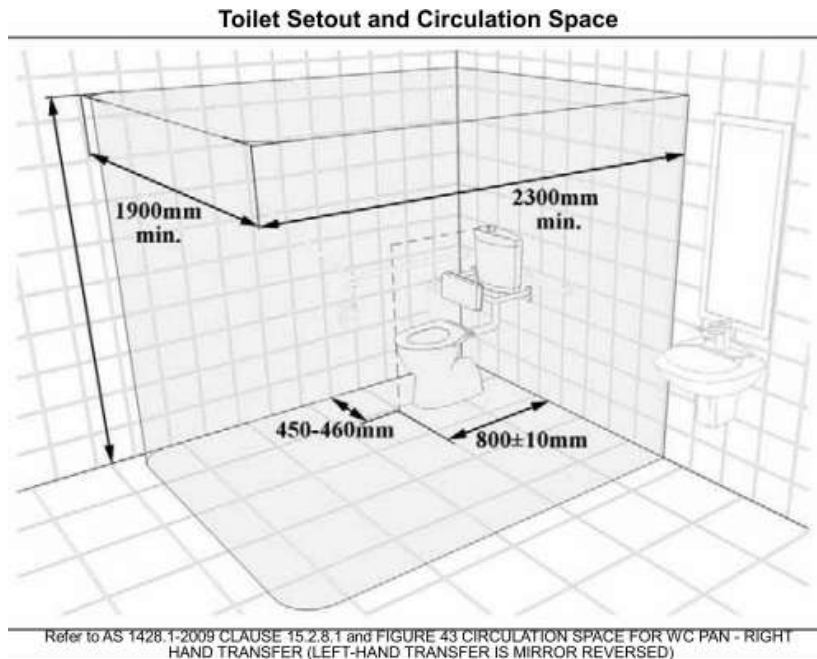 Toilet Setout and Circulation Space
1900mm
min.
2300mm
min.
450-460mm
800±10mm
Refer to AS 1428.1-2009 CLAUSE 15.2.8.1 and FIGURE 43 CIRCULATION SPACE FOR WC PAN - RIGHT
HAND TRANSFER (LEFT-HAND TRANSFER IS MIRROR REVERSED)